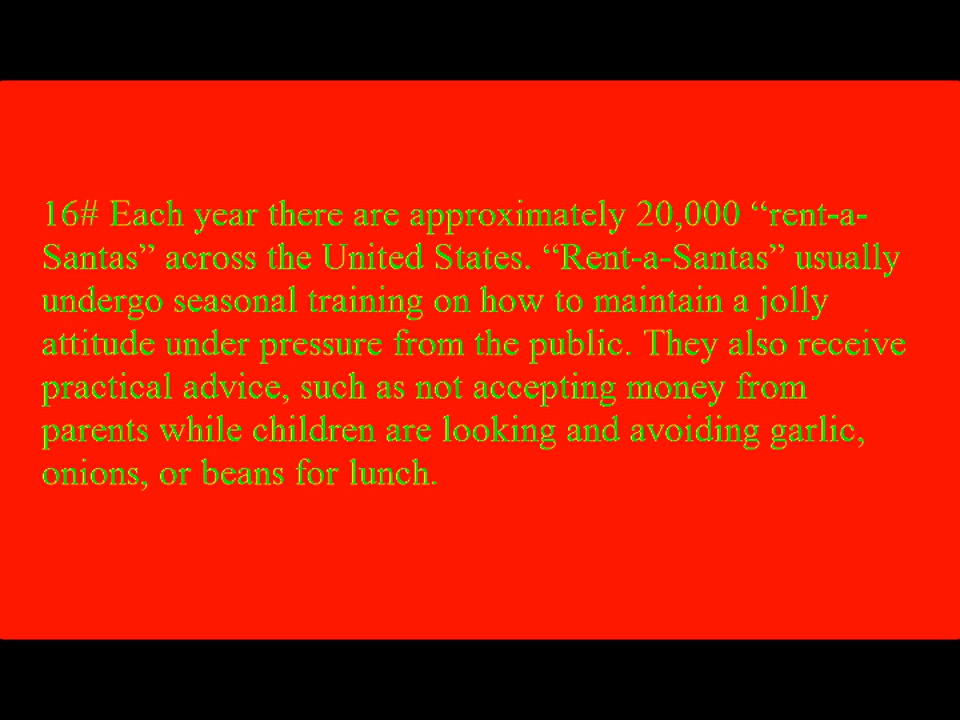 16# Each year there are approximately 20,000 “rent-a-
Santas” across the United States. “Rent-a-Santas” usually
undergo seasonal training on how to maintain a jolly
attitude under pressure from the public. They also receive
practical advice, such as not accepting money from
parents while children are looking and avoiding garlic,
onions, or beans for lunch.